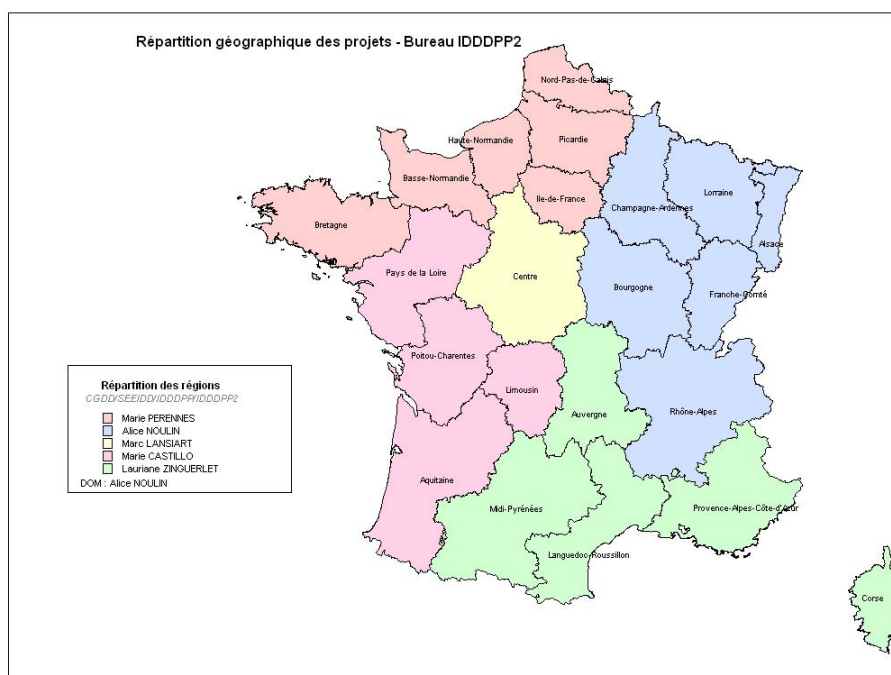 Répartition géographique des projets - Bureau IDDDPP2
Nord-Pas-de-Calais
Haute-Normandie
Picardie
Basse-Normandie
Ile-de-France
Champagne-Ardennes
Lorraine
Alsace
Bretagne
Pays de la Loire
Centre
Bourgogne
Franche-Comté
Poitou-Charentes
Limousin
Auvergne
Rhône-Alpes
Aquitaine
Midi-Pyrénées
Languedoc-Roussillon
Provence-Alpes-Côte-d'Azur
Corse
Répartition des régions
CGDD/SEEIDD/IDDDPP/IDDDPP2
Marie PERENNES
Alice NOULIN
Marc LANSIART
Marie CASTILLO
Lauriane ZINGUERLET
DOM : Alice NOULIN